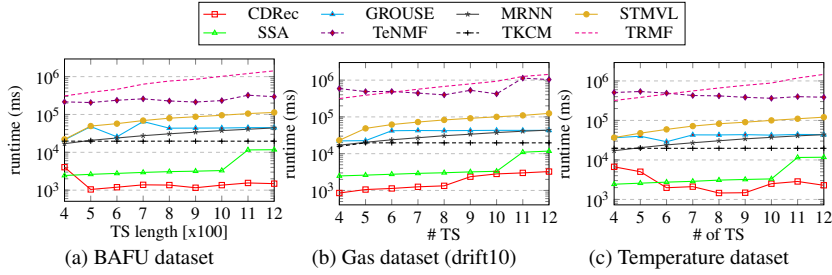 CDRec GROUSE MRNN STMVL
SSA TeNMF TKCM TRMF
runtime (ms)
10^6
10^5
10^4
10^3
4 5 6 7 8 9 10 11 12
TS length [x100]
(a) BAFU dataset
runtime (ms)
10^6
10^5
10^4
10^3
4 5 6 7 8 9 10 11 12
# TS
(b) Gas dataset (drift10)
runtime (ms)
10^6
10^5
10^4
10^3
4 5 6 7 8 9 10 11 12
# of TS
(c) Temperature dataset